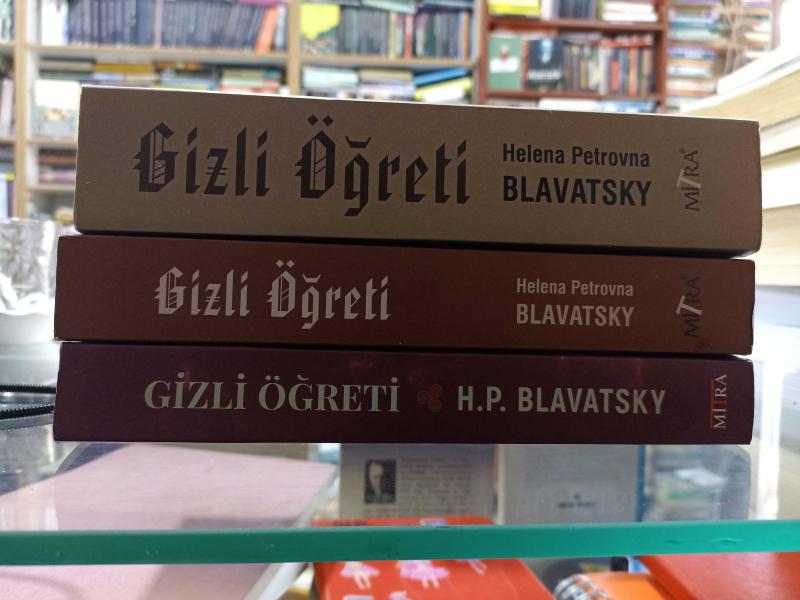 Gizli Öğreti
Helena Petrovna
BLAVATSKY
MİTRA
Gizli Öğreti
Helena Petrovna
BLAVATSKY
MİTRA
GİZLİ ÖĞRETİ H.P. BLAVATSKY
MİTRA